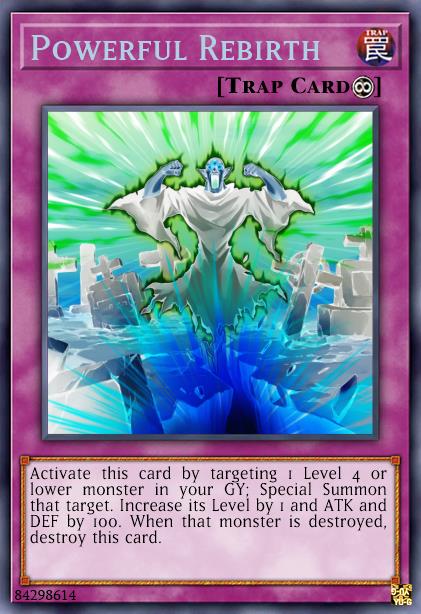 Powerful Rebirth
TRAP
罠
[Trap Card]
Activate this card by targeting 1 Level 4 or
lower monster in your GY; Special Summon
that target. Increase its Level by 1 and ATK and
DEF by 100. When that monster is destroyed,
destroy this card.
84298614